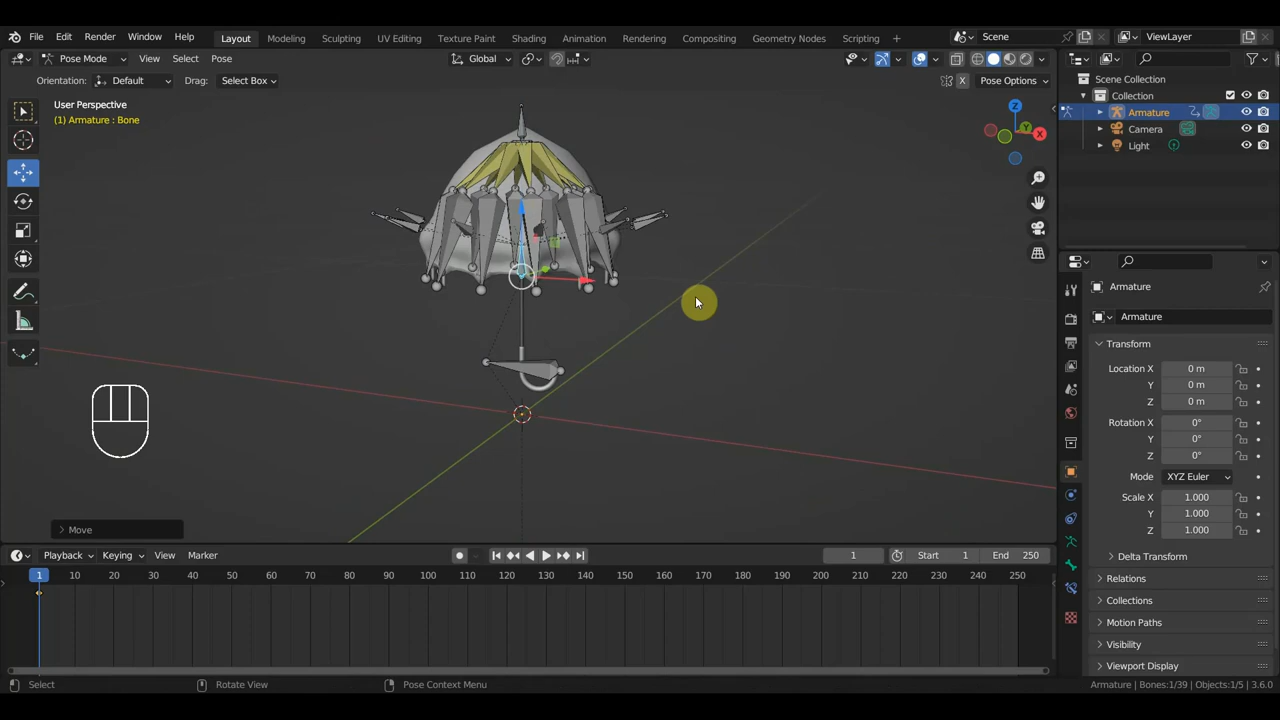 File Edit Render Window Help Layout Modeling Sculpting UV Editing Texture Paint Shading Animation Rendering Compositing Geometry Nodes Scripting + Scene ViewLayer
Pose Mode View Select Pose Global
Orientation: Default Drag: Select Box X Pose Options
User Perspective
(1) Armature : Bone
Z
Y
X
Move
Scene Collection
Collection
Armature
Camera
Light
Armature
Armature
Transform
Location X 0 m
Y 0 m
Z 0 m
Rotation X 0°
Y 0°
Z 0°
Mode XYZ Euler
Scale X 1.000
Y 1.000
Z 1.000
Delta Transform
Relations
Collections
Motion Paths
Visibility
Viewport Display
Playback Keying View Marker 1 Start 1 End 250
1 10 20 30 40 50 60 70 80 90 100 110 120 130 140 150 160 170 180 190 200 210 220 230 240 250
Select Rotate View Pose Context Menu Armature | Bones:1/39 | Objects:1/5 | 3.6.0